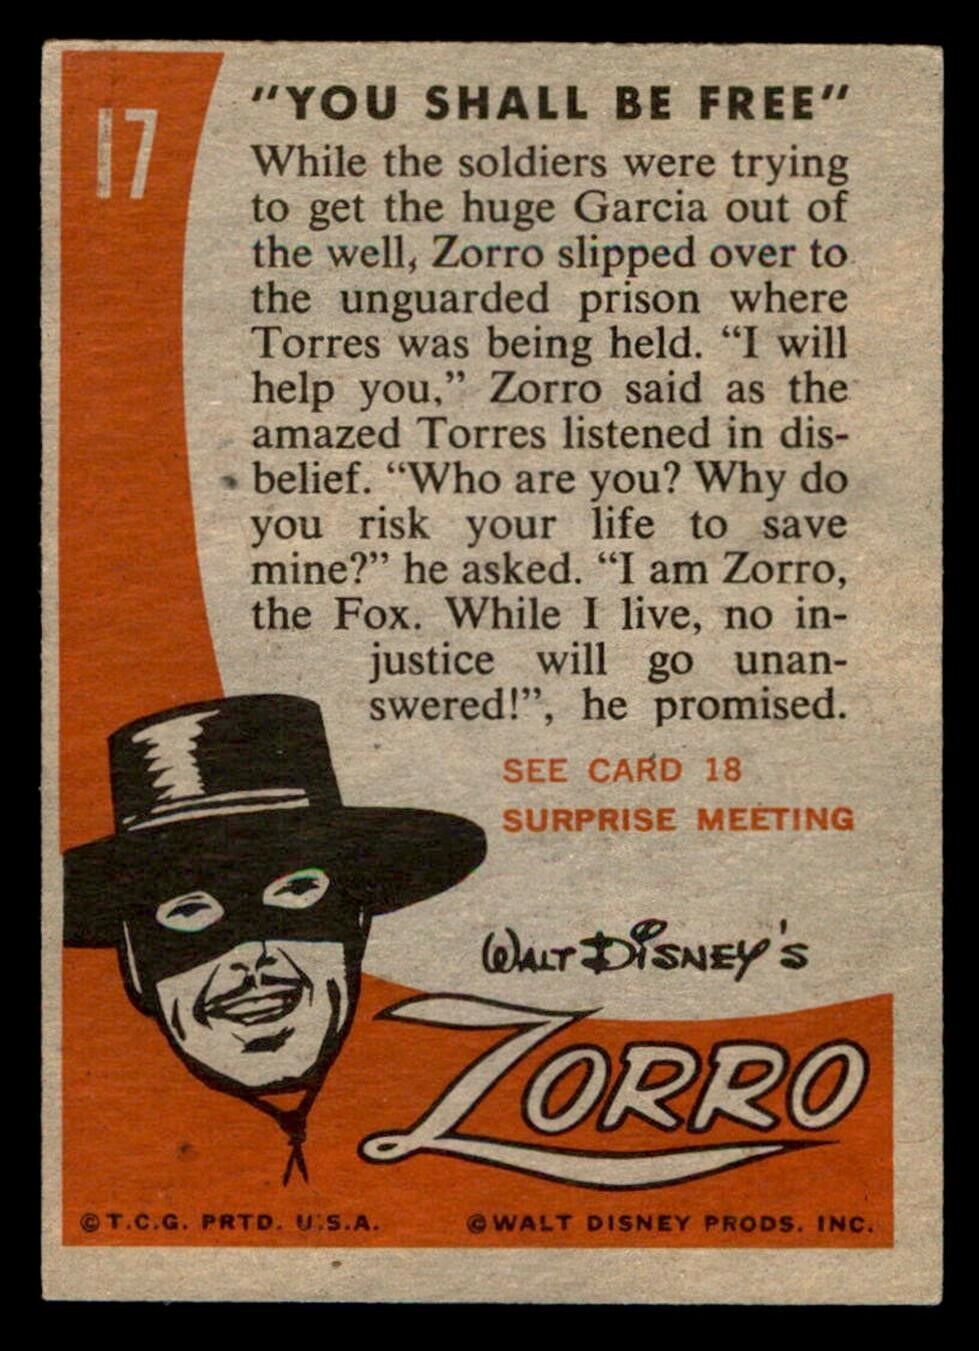 17
"YOU SHALL BE FREE"
While the soldiers were trying
to get the huge Garcia out of
the well, Zorro slipped over to
the unguarded prison where
Torres was being held. “I will
help you,” Zorro said as the
amazed Torres listened in dis-
belief. “Who are you? Why do
you risk your life to save
mine?” he asked. “I am Zorro,
the Fox. While I live, no in-
justice will go unan-
swered!”, he promised.
SEE CARD 18
SURPRISE MEETING
WALT DISNEY'S
ZORRO
©T.C.G. PRTD. U.S.A.
©WALT DISNEY PRODS. INC.